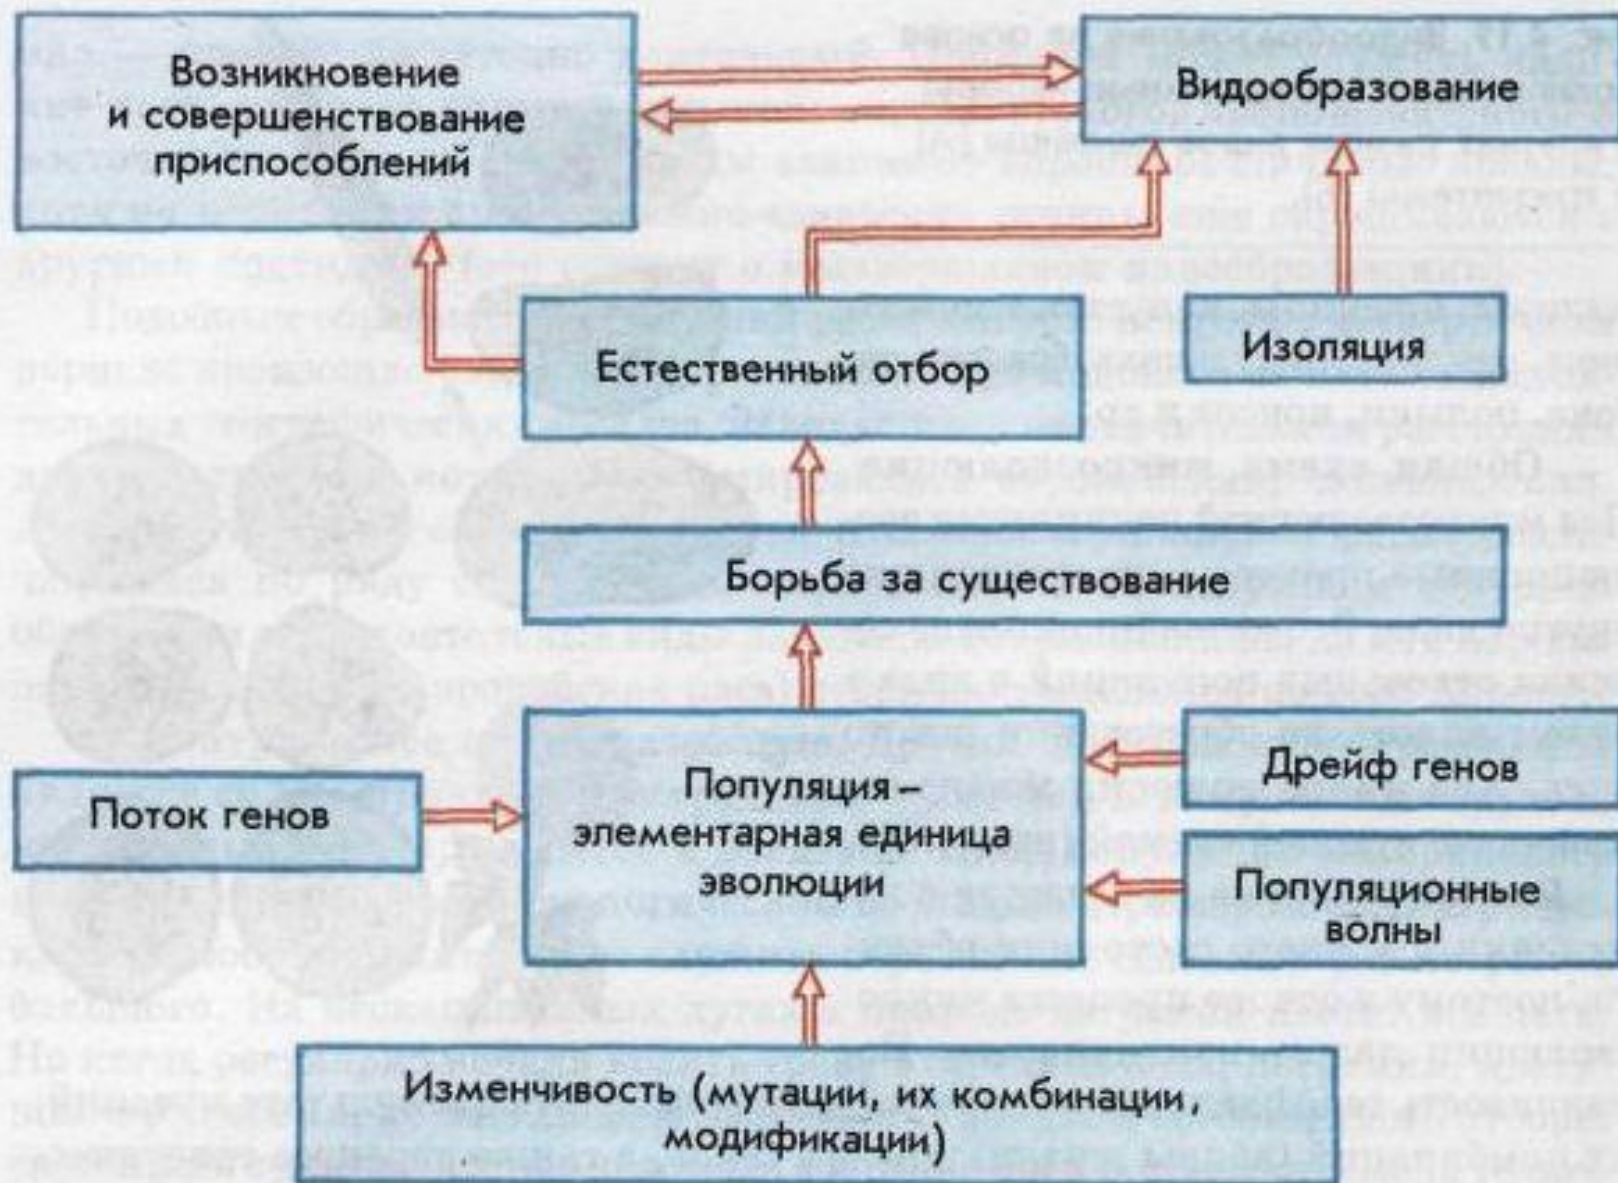 Возникновение
и совершенствование
приспособлений
Видообразование
Естественный отбор
Изоляция
Борьба за существование
Поток генов
Популяция –
элементарная единица
эволюции
Дрейф генов
Популяционные
волны
Изменчивость (мутации, их комбинации,
модификации)